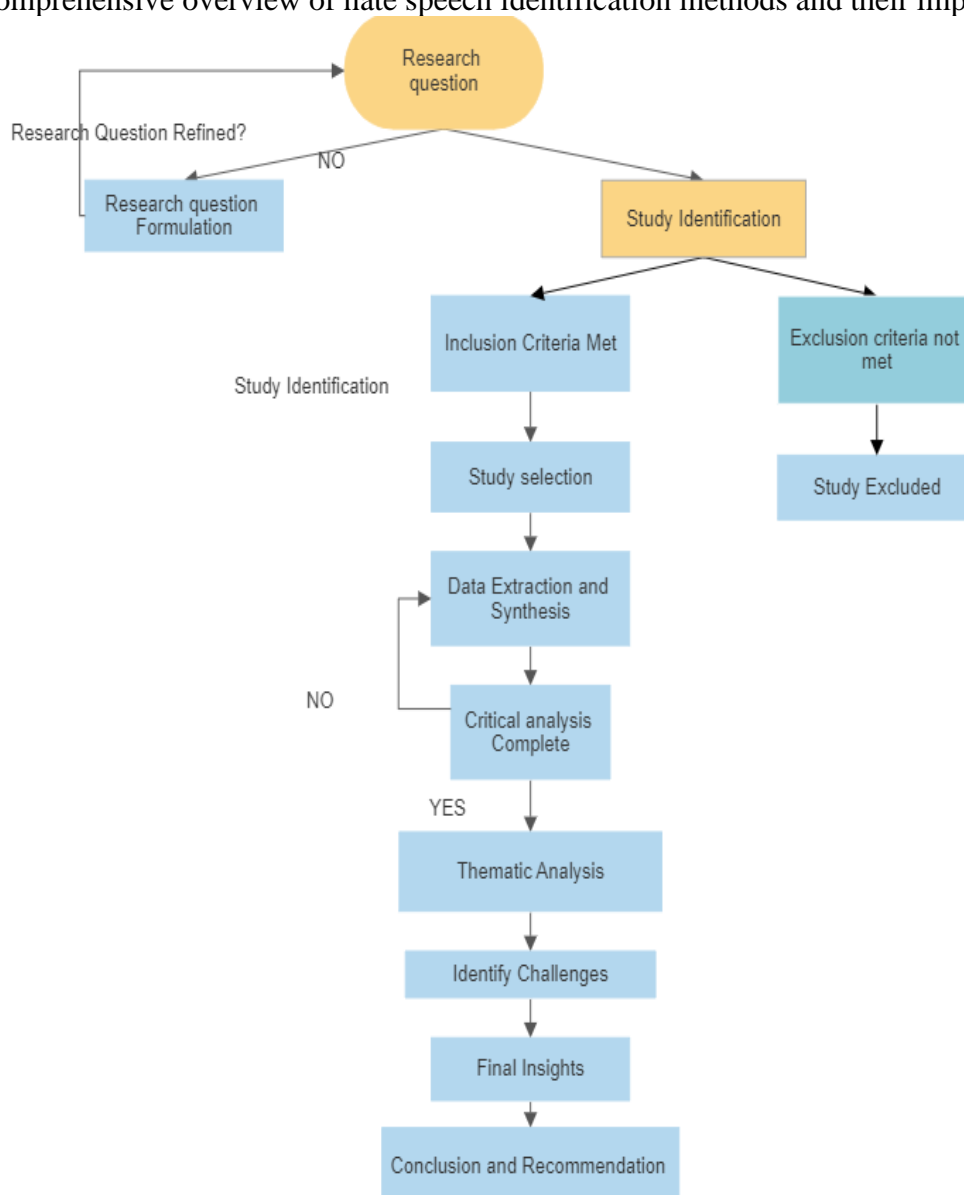 omprehensive overview of hate speech identification methods and their imp
Research
question
Research Question Refined?
NO
Research question
Formulation
Study Identification
Inclusion Criteria Met
Exclusion criteria not
met
Study Identification
Study selection
Study Excluded
Data Extraction and
Synthesis
NO
Critical analysis
Complete
YES
Thematic Analysis
Identify Challenges
Final Insights
Conclusion and Recommendation